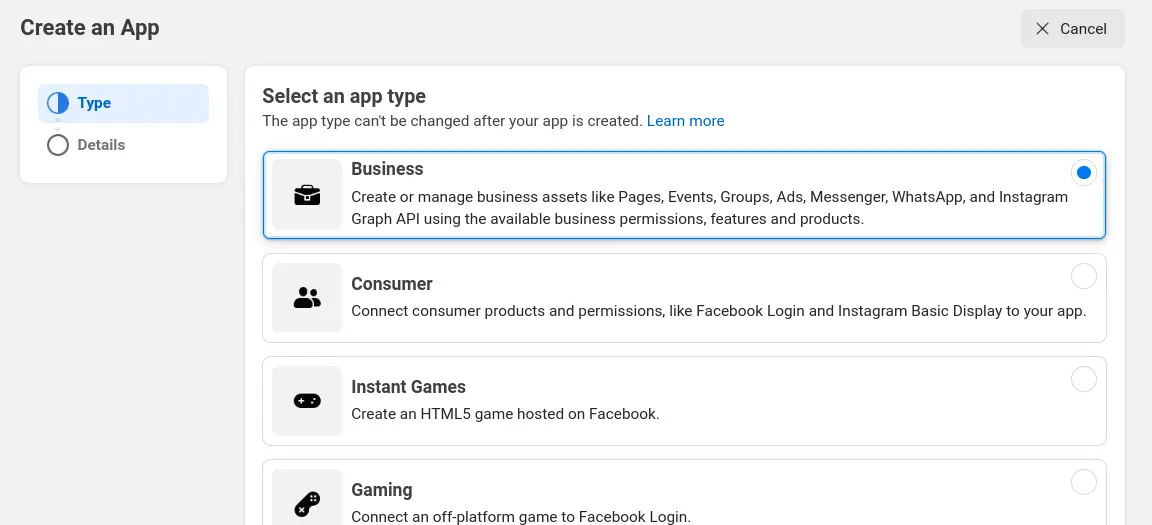 Create an App
Cancel
Type
Details
Select an app type
The app type can't be changed after your app is created. Learn more
Business
Create or manage business assets like Pages, Events, Groups, Ads, Messenger, WhatsApp, and Instagram
Graph API using the available business permissions, features and products.
Consumer
Connect consumer products and permissions, like Facebook Login and Instagram Basic Display to your app.
Instant Games
Create an HTML5 game hosted on Facebook.
Gaming
Connect an off-platform game to Facebook Login.